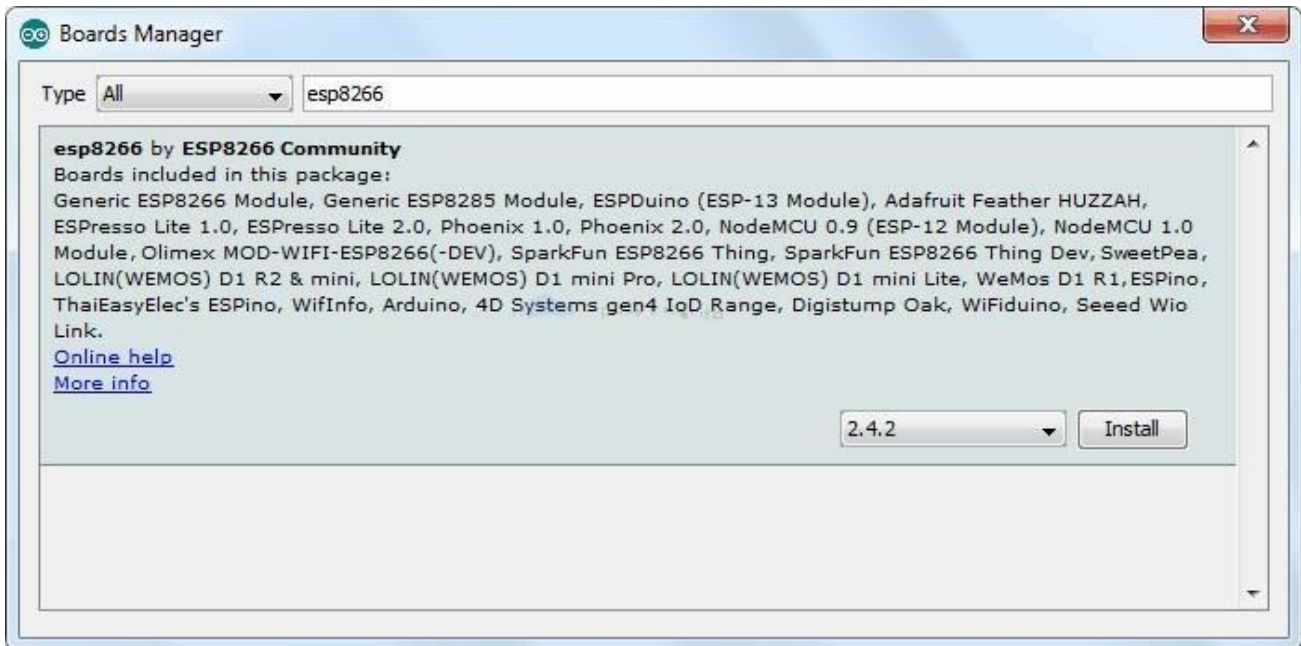 Boards Manager
Type All esp8266
esp8266 by ESP8266 Community
Boards included in this package:
Generic ESP8266 Module, Generic ESP8285 Module, ESPDuino (ESP-13 Module), Adafruit Feather HUZZAH,
ESPresso Lite 1.0, ESPresso Lite 2.0, Phoenix 1.0, Phoenix 2.0, NodeMCU 0.9 (ESP-12 Module), NodeMCU 1.0
Module, Olimex MOD-WIFI-ESP8266(-DEV), SparkFun ESP8266 Thing, SparkFun ESP8266 Thing Dev, SweetPea,
LOLIN(WEMOS) D1 R2 & mini, LOLIN(WEMOS) D1 mini Pro, LOLIN(WEMOS) D1 mini Lite, WeMos D1 R1, ESPino,
ThaiEasyElec's ESPino, WifInfo, Arduino, 4D Systems gen4 IoD Range, Digistump Oak, WiFiduino, Seeed Wio
Link.
Online help
More info
2.4.2 Install